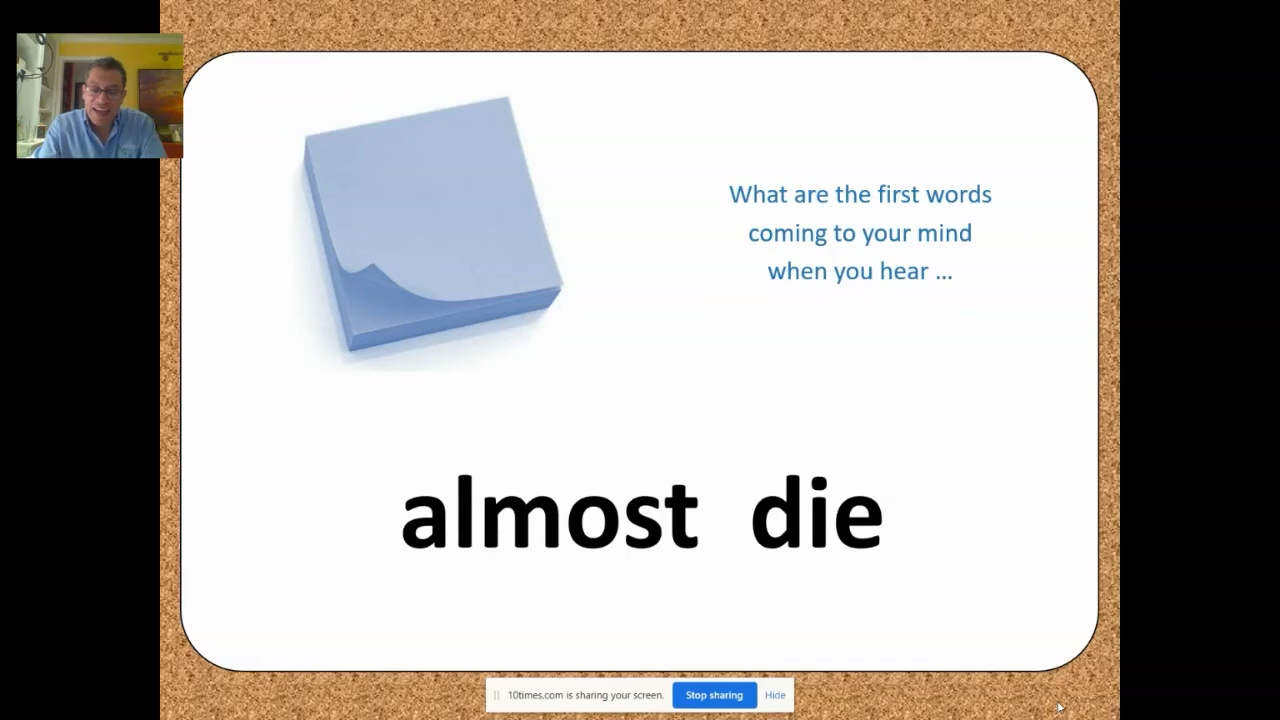 What are the first words
coming to your mind
when you hear ...
almost die
10times.com is sharing your screen.
Stop sharing
Hide